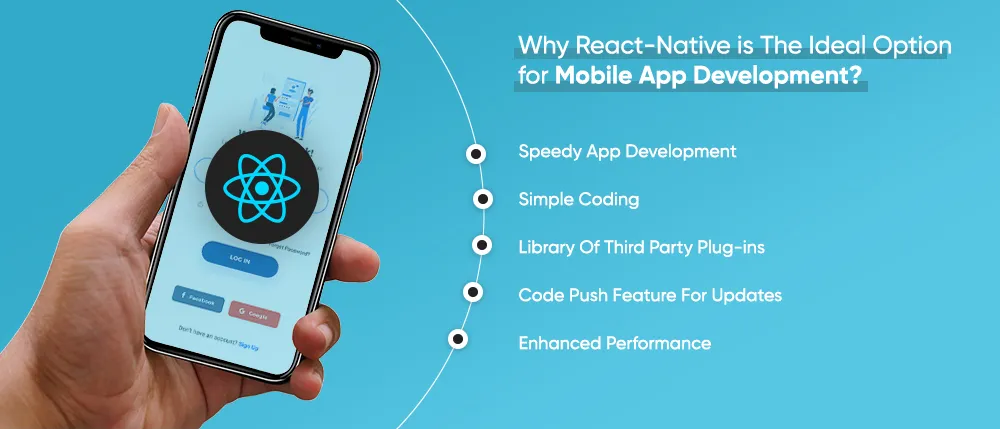 Why React-Native is The Ideal Option
for Mobile App Development?
Speedy App Development
Simple Coding
Library Of Third Party Plug-ins
Code Push Feature For Updates
Enhanced Performance
Password?
LOG IN
Facebook
Google
Don't have an account? Sign Up